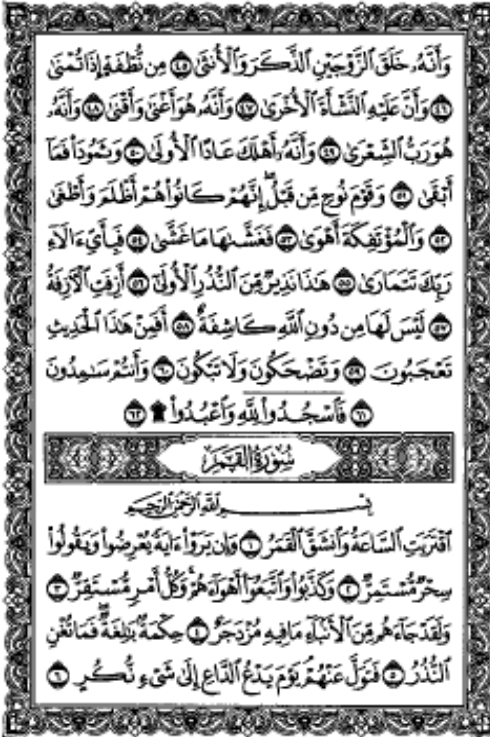 وَأَنَّهُۥ خَلَقَ ٱلزَّوْجَيْنِ ٱلذَّكَرَ وَٱلْأُنثَىٰ ٤٥ مِن نُّطْفَةٍ إِذَا تُمْنَىٰ
٤٦ وَأَنَّ عَلَيْهِ ٱلنَّشْأَةَ ٱلْأُخْرَىٰ ٤٧ وَأَنَّهُۥ هُوَ أَغْنَىٰ وَأَقْنَىٰ ٤٨ وَأَنَّهُۥ
هُوَ رَبُّ ٱلشِّعْرَىٰ ٤٩ وَأَنَّهُۥٓ أَهْلَكَ عَادًا ٱلْأُولَىٰ ٥٠ وَثَمُودَا۟ فَمَآ
أَبْقَىٰ ٥١ وَقَوْمَ نُوحٍ مِّن قَبْلُ ۖ إِنَّهُمْ كَانُوا۟ هُمْ أَظْلَمَ وَأَطْغَىٰ
٥٢ وَٱلْمُؤْتَفِكَةَ أَهْوَىٰ ٥٣ فَغَشَّىٰهَا مَا غَشَّىٰ ٥٤ فَبِأَىِّ ءَالَآءِ
رَبِّكَ تَتَمَارَىٰ ٥٥ هَٰذَا نَذِيرٌ مِّنَ ٱلنُّذُرِ ٱلْأُولَىٰٓ ٥٦ أَزِفَتِ ٱلْءَازِفَةُ
٥٧ لَيْسَ لَهَا مِن دُونِ ٱللَّهِ كَاشِفَةٌ ٥٨ أَفَمِنْ هَٰذَا ٱلْحَدِيثِ
تَعْجَبُونَ ٥٩ وَتَضْحَكُونَ وَلَا تَبْكُونَ ٦٠ وَأَنتُمْ سَٰمِدُونَ
٦١ فَٱسْجُدُوا۟ لِلَّهِ وَٱعْبُدُوا۟ ۩ ٦٢
سُورَةُ القَمَرِ
بِسْمِ ٱللَّهِ ٱلرَّحْمَٰنِ ٱلرَّحِيمِ
ٱقْتَرَبَتِ ٱلسَّاعَةُ وَٱنشَقَّ ٱلْقَمَرُ ١ وَإِن يَرَوْا۟ ءَايَةً يُعْرِضُوا۟ وَيَقُولُوا۟
سِحْرٌ مُّسْتَمِرٌّ ٢ وَكَذَّبُوا۟ وَٱتَّبَعُوٓا۟ أَهْوَآءَهُمْ ۚ وَكُلُّ أَمْرٍ مُّسْتَقِرٌّ ٣
وَلَقَدْ جَآءَهُم مِّنَ ٱلْأَنۢبَآءِ مَا فِيهِ مُزْدَجَرٌ ٤ حِكْمَةٌۢ بَٰلِغَةٌ ۖ فَمَا تُغْنِ
ٱلنُّذُرُ ٥ فَتَوَلَّ عَنْهُمْ ۘ يَوْمَ يَدْعُ ٱلدَّاعِ إِلَىٰ شَىْءٍ نُّكُرٍ ٦